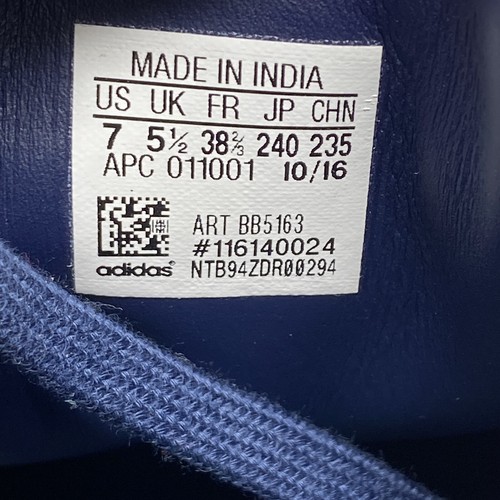 MADE IN INDIA
US UK FR JP CHN
7 5½ 38⅔ 240 235
APC 011001 10/16
ART BB5163
#116140024
adidas NTB94ZDR00294